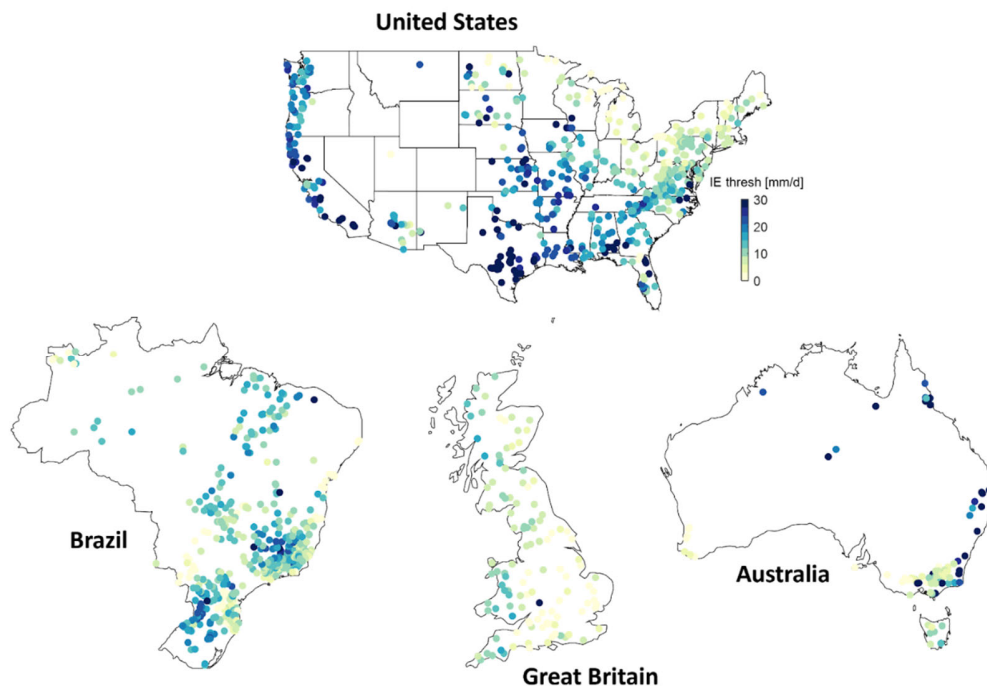 United States
IE thresh [mm/d]
30
20
10
0
Brazil
Great Britain
Australia